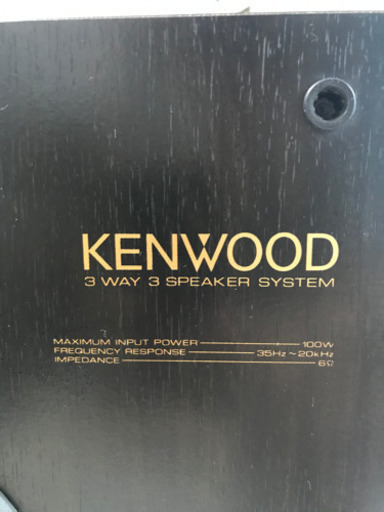 KENWOOD
3 WAY 3 SPEAKER SYSTEM
MAXIMUM INPUT POWER 100W
FREQUENCY RESPONSE 35Hz~20kHz
IMPEDANCE 6Ω